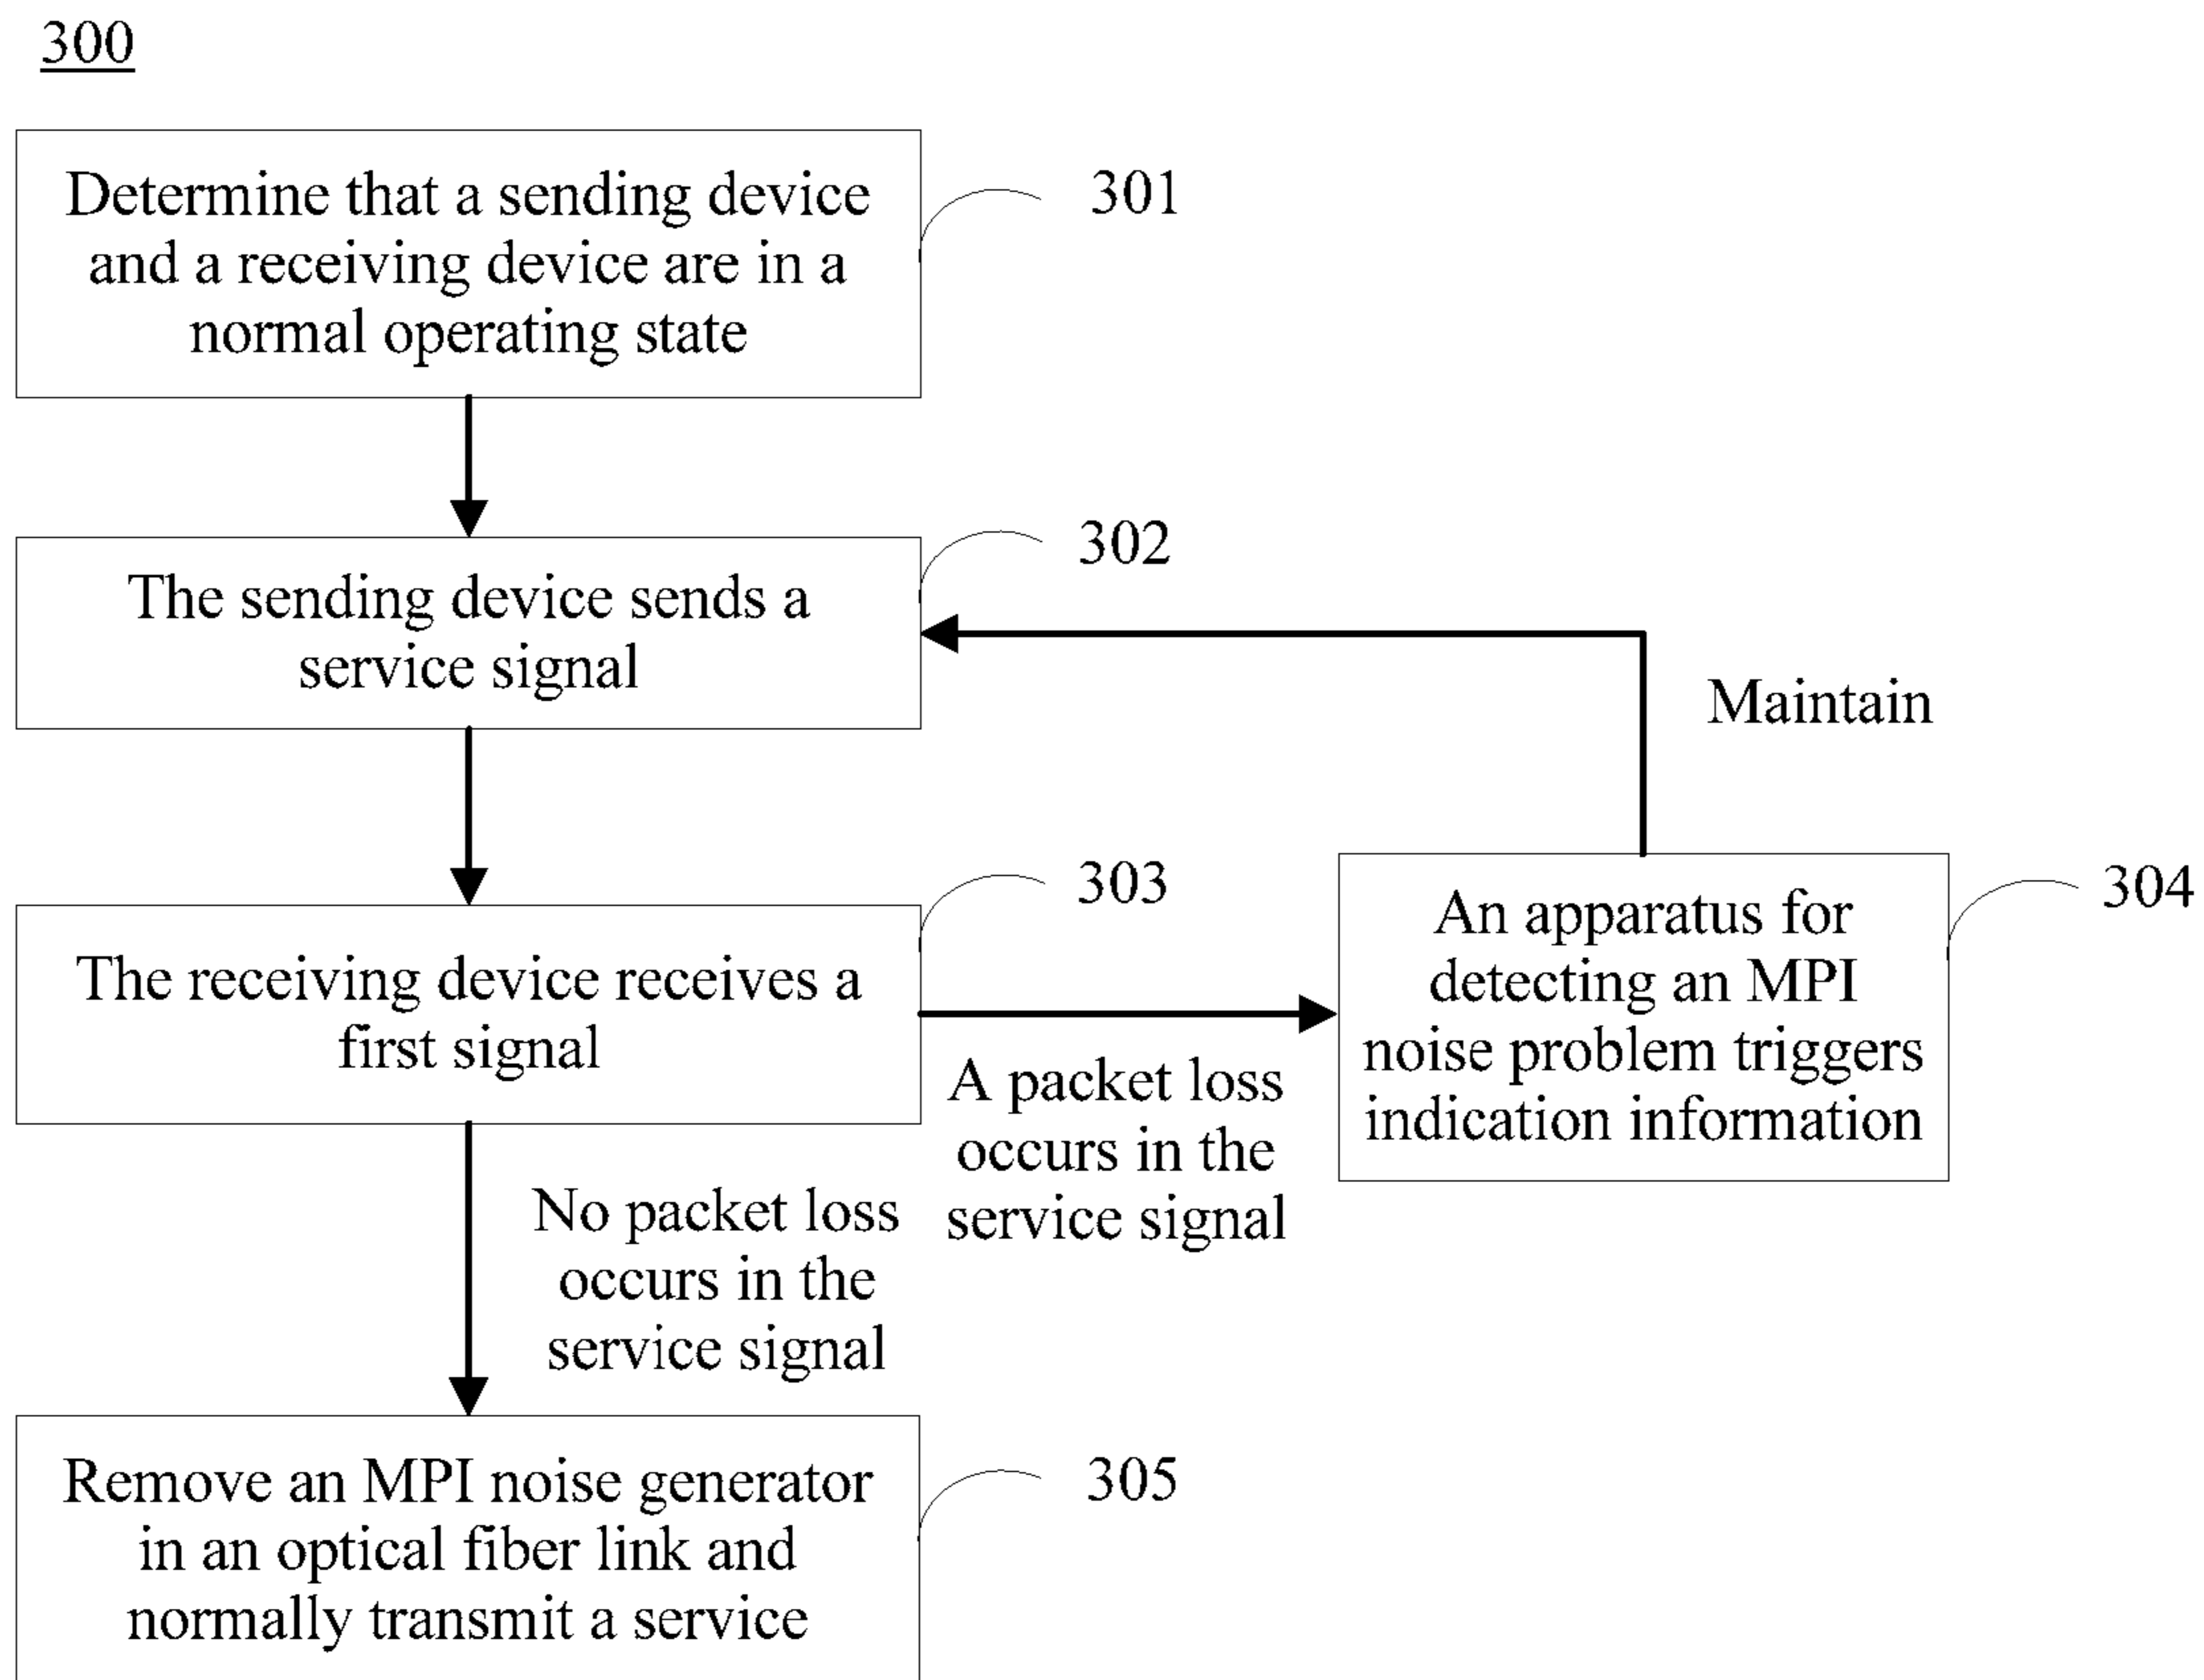 300
Determine that a sending device
and a receiving device are in a
normal operating state
301
The sending device sends a
service signal
302
Maintain
The receiving device receives a
first signal
303
A packet loss
occurs in the
service signal
An apparatus for
detecting an MPI
noise problem triggers
indication information
304
No packet loss
occurs in the
service signal
Remove an MPI noise generator
in an optical fiber link and
normally transmit a service
305